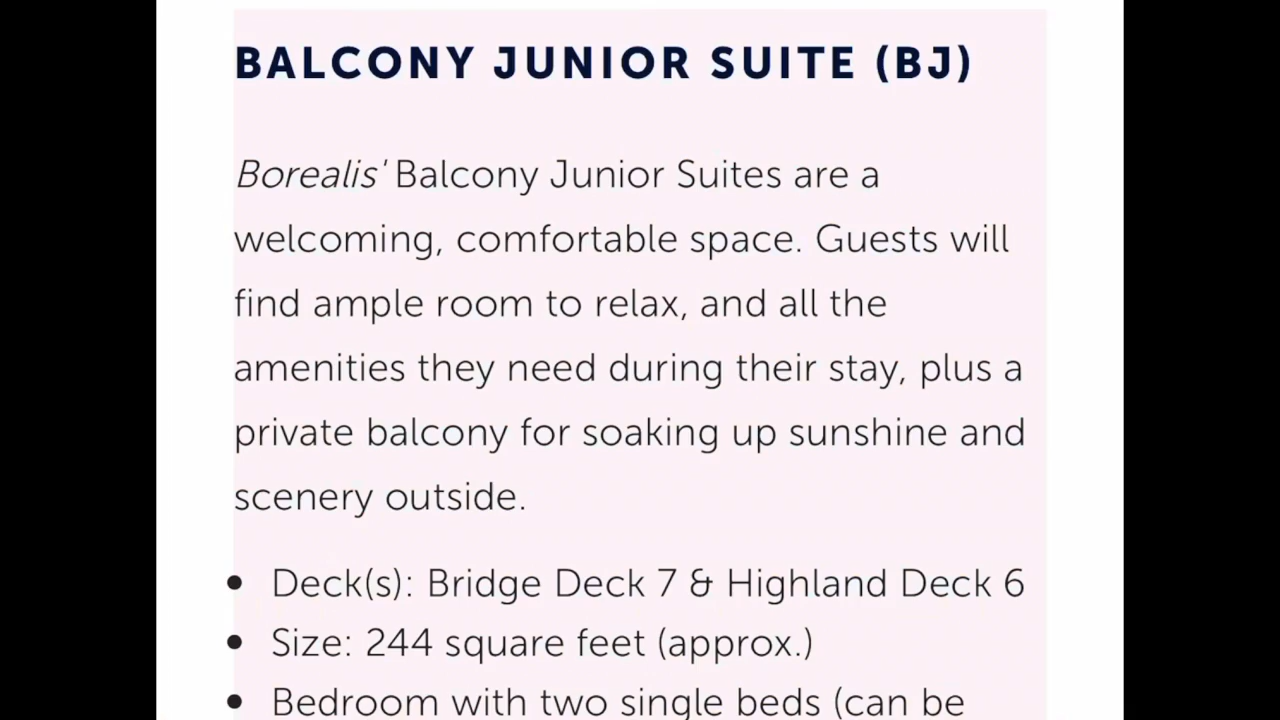 BALCONY JUNIOR SUITE (BJ)
Borealis' Balcony Junior Suites are a
welcoming, comfortable space. Guests will
find ample room to relax, and all the
amenities they need during their stay, plus a
private balcony for soaking up sunshine and
scenery outside.
• Deck(s): Bridge Deck 7 & Highland Deck 6
• Size: 244 square feet (approx.)
• Bedroom with two single beds (can be